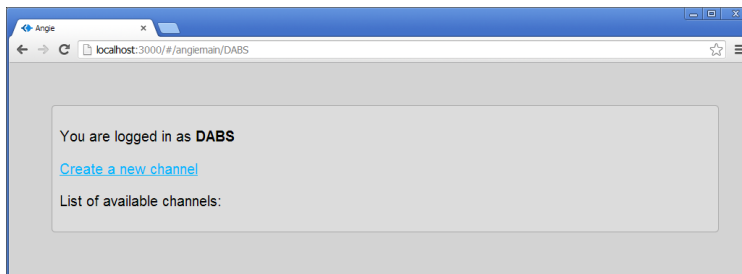 Angie
localhost:3000/#/angiemain/DABS
You are logged in as DABS
Create a new channel
List of available channels: